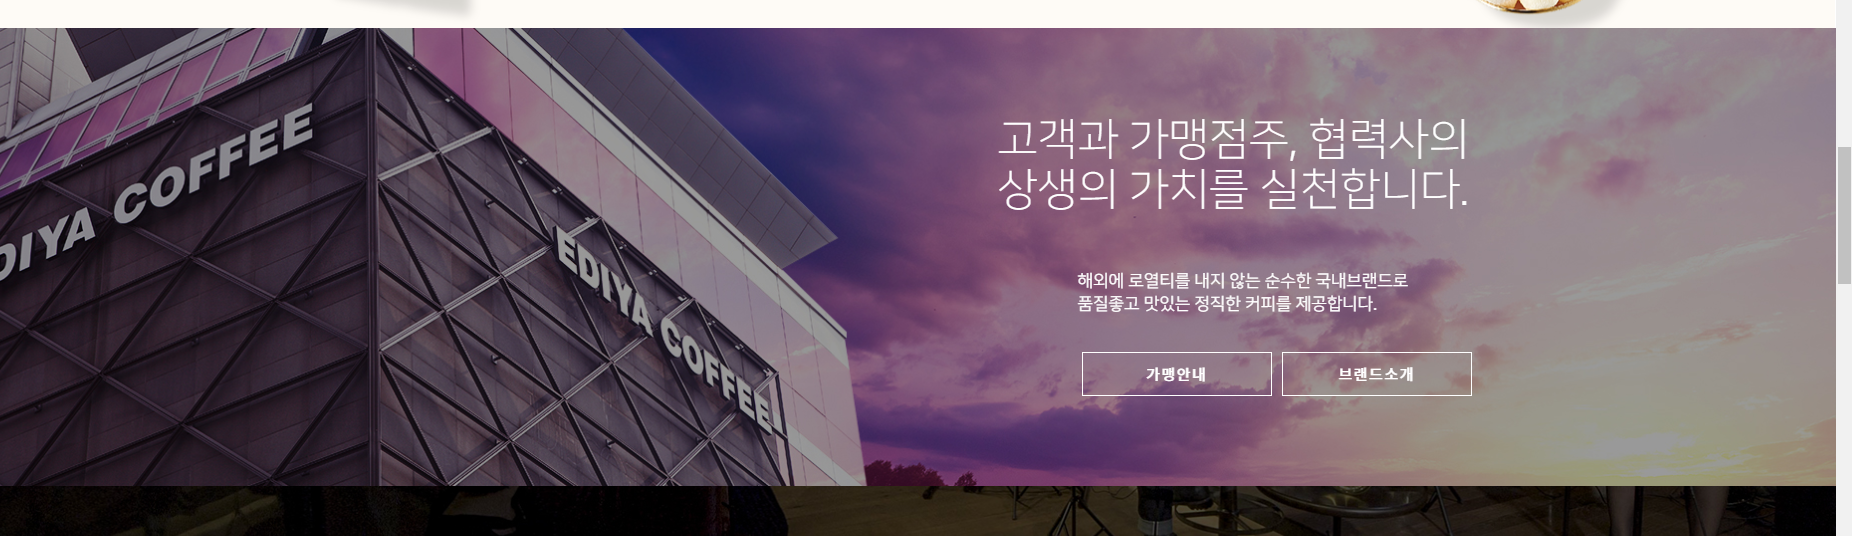 EDIYA COFFEE
고객과 가맹점주, 협력사의
상생의 가치를 실천합니다.
COFFEE
해외에 로열티를 내지 않는 순수한 국내브랜드로
품질좋고 맛있는 정직한 커피를 제공합니다.
가맹안내
브랜드소개